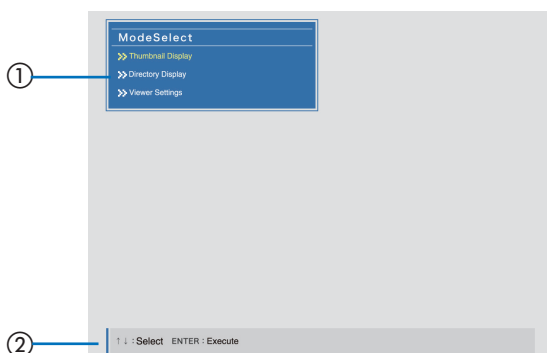 ModeSelect
>> Thumbnail Display
①
>> Directory Display
>> Viewer Settings
②
↑ ↓ : Select ENTER : Execute